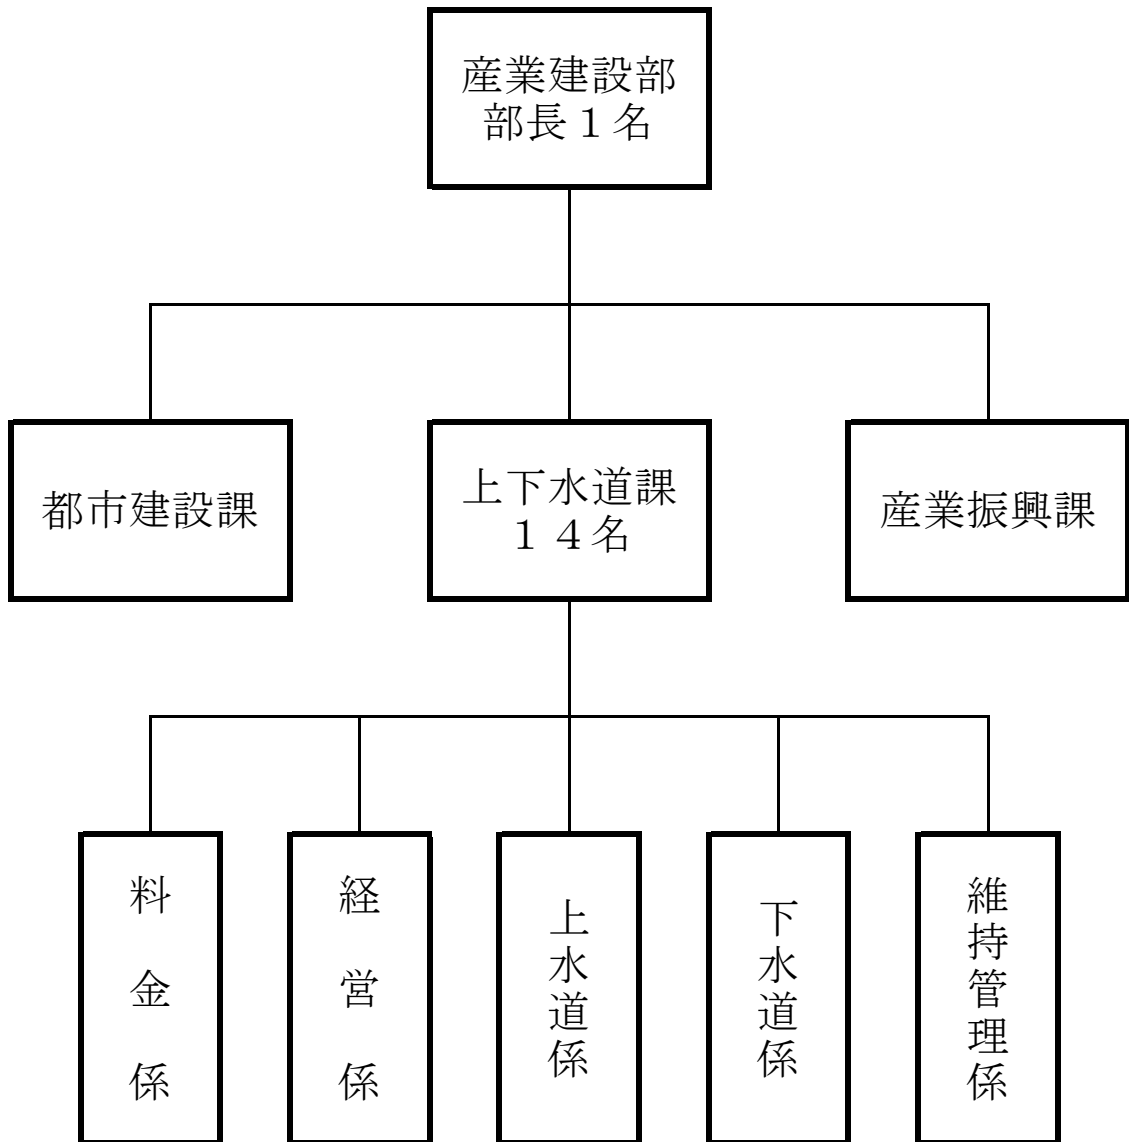 産業建設部
部長１名
都市建設課
上下水道課
１４名
産業振興課
料金係
経営係
上水道係
下水道係
維持管理係